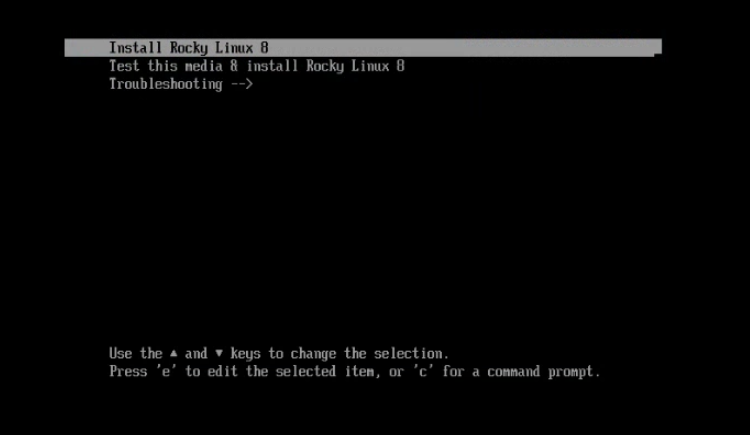 Install Rocky Linux 8
Test this media & install Rocky Linux 8
Troubleshooting -->
Use the ▲ and ▼ keys to change the selection.
Press 'e' to edit the selected item, or 'c' for a command prompt.